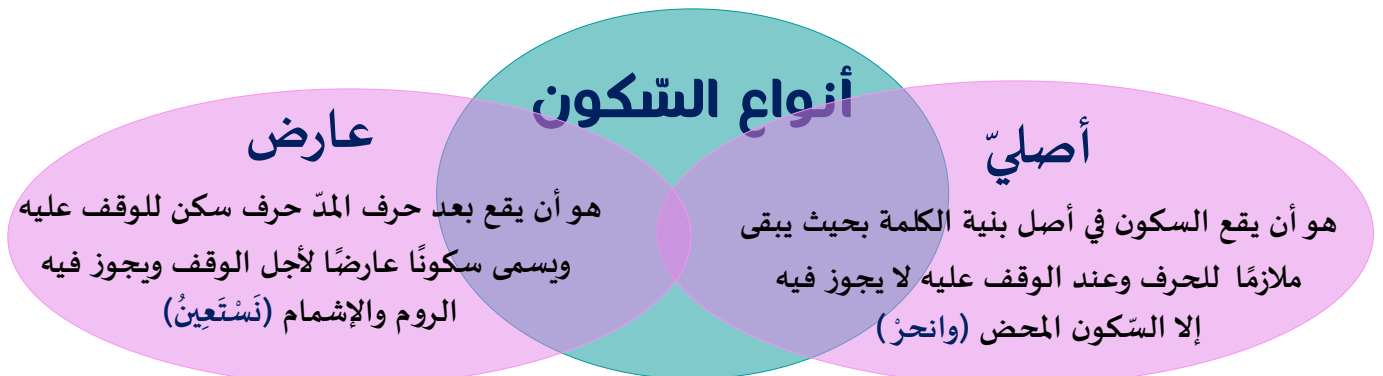 أنواع السّكون
أصليّ
هو أن يقع السكون في أصل بنية الكلمة بحيث يبقى
ملازمًا للحرف وعند الوقف عليه لا يجوز فيه
إلا السّكون المحض (وانحرْ)
عارض
هو أن يقع بعد حرف المدّ حرف سكن للوقف عليه
ويسمى سكونًا عارضًا لأجل الوقف ويجوز فيه
الروم والإشمام (نَسْتَعِينُ)